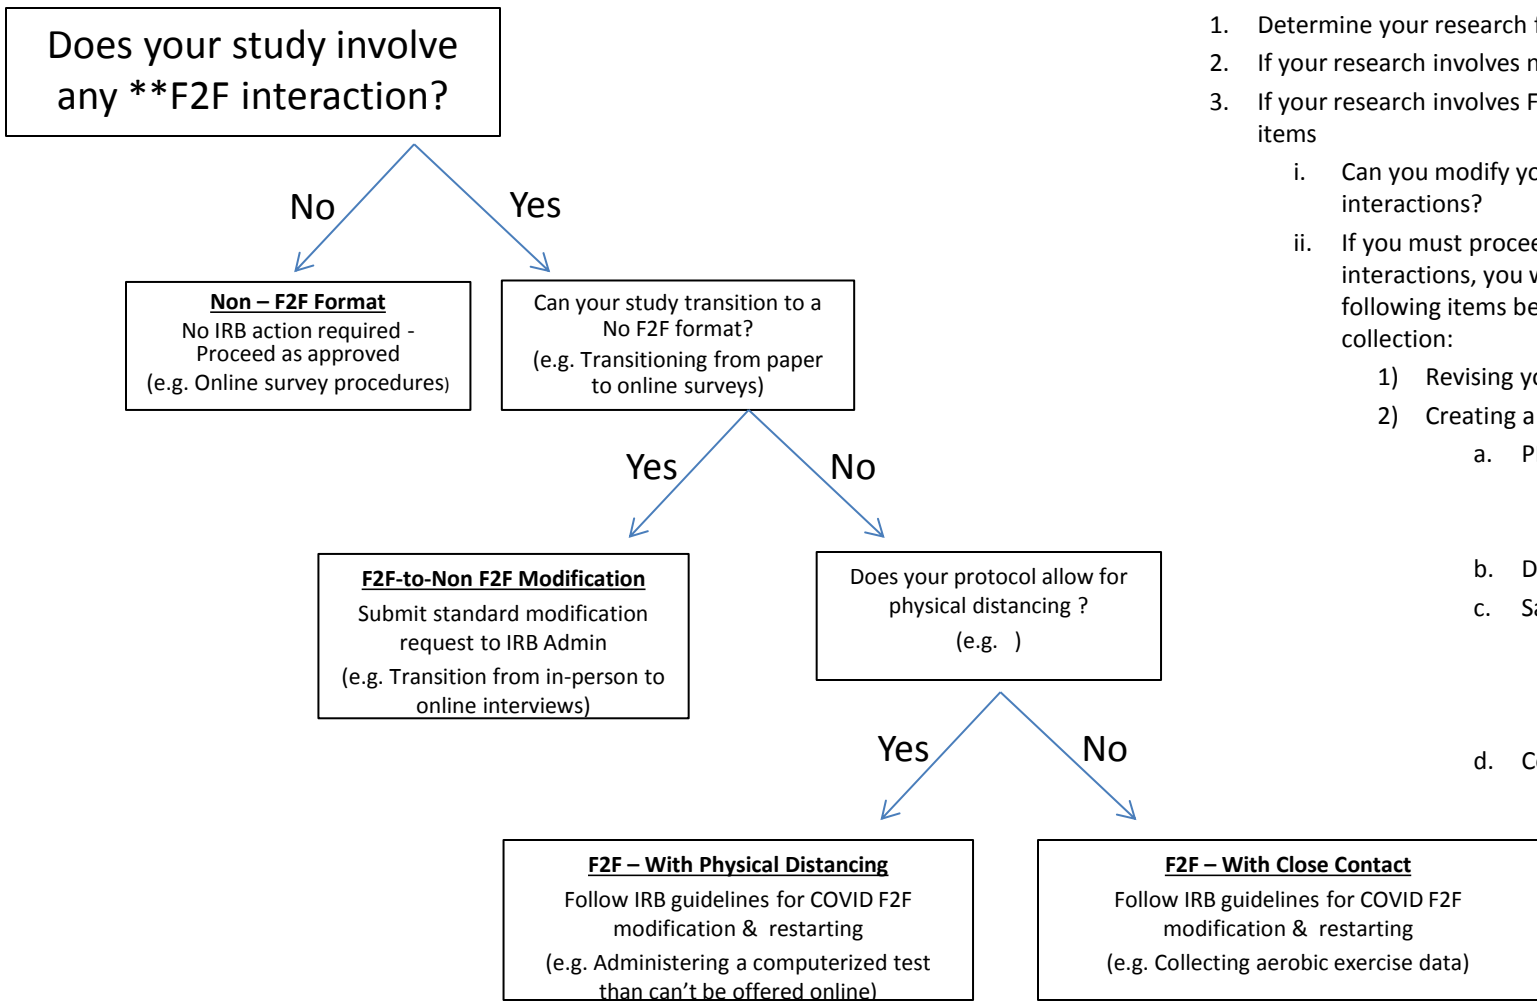 Does your study involve
any **F2F interaction?
No
Yes
Non – F2F Format
No IRB action required -
Proceed as approved
(e.g. Online survey procedures)
Can your study transition to a
No F2F format?
(e.g. Transitioning from paper
to online surveys)
Yes
No
F2F-to-Non F2F Modification
Submit standard modification
request to IRB Admin
(e.g. Transition from in-person to
online interviews)
Does your protocol allow for
physical distancing ?
(e.g.   )
Yes
No
F2F – With Physical Distancing
Follow IRB guidelines for COVID F2F
modification &  restarting
(e.g. Administering a computerized test
than can’t be offered online)
F2F – With Close Contact
Follow IRB guidelines for COVID F2F
modification &  restarting
(e.g. Collecting aerobic exercise data)
1. Determine your research
2. If your research involves
3. If your research involves
items
i. Can you modify
interactions?
ii. If you must
interactions, you
following items
collection:
1) Revising
2) Creating a
a.
b.
c.
d.